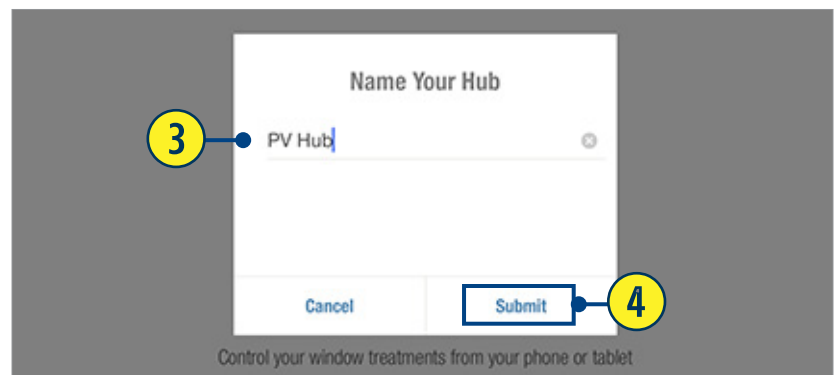 Name Your Hub
3
PV Hub
Cancel
Submit
4
Control your window treatments from your phone or tablet